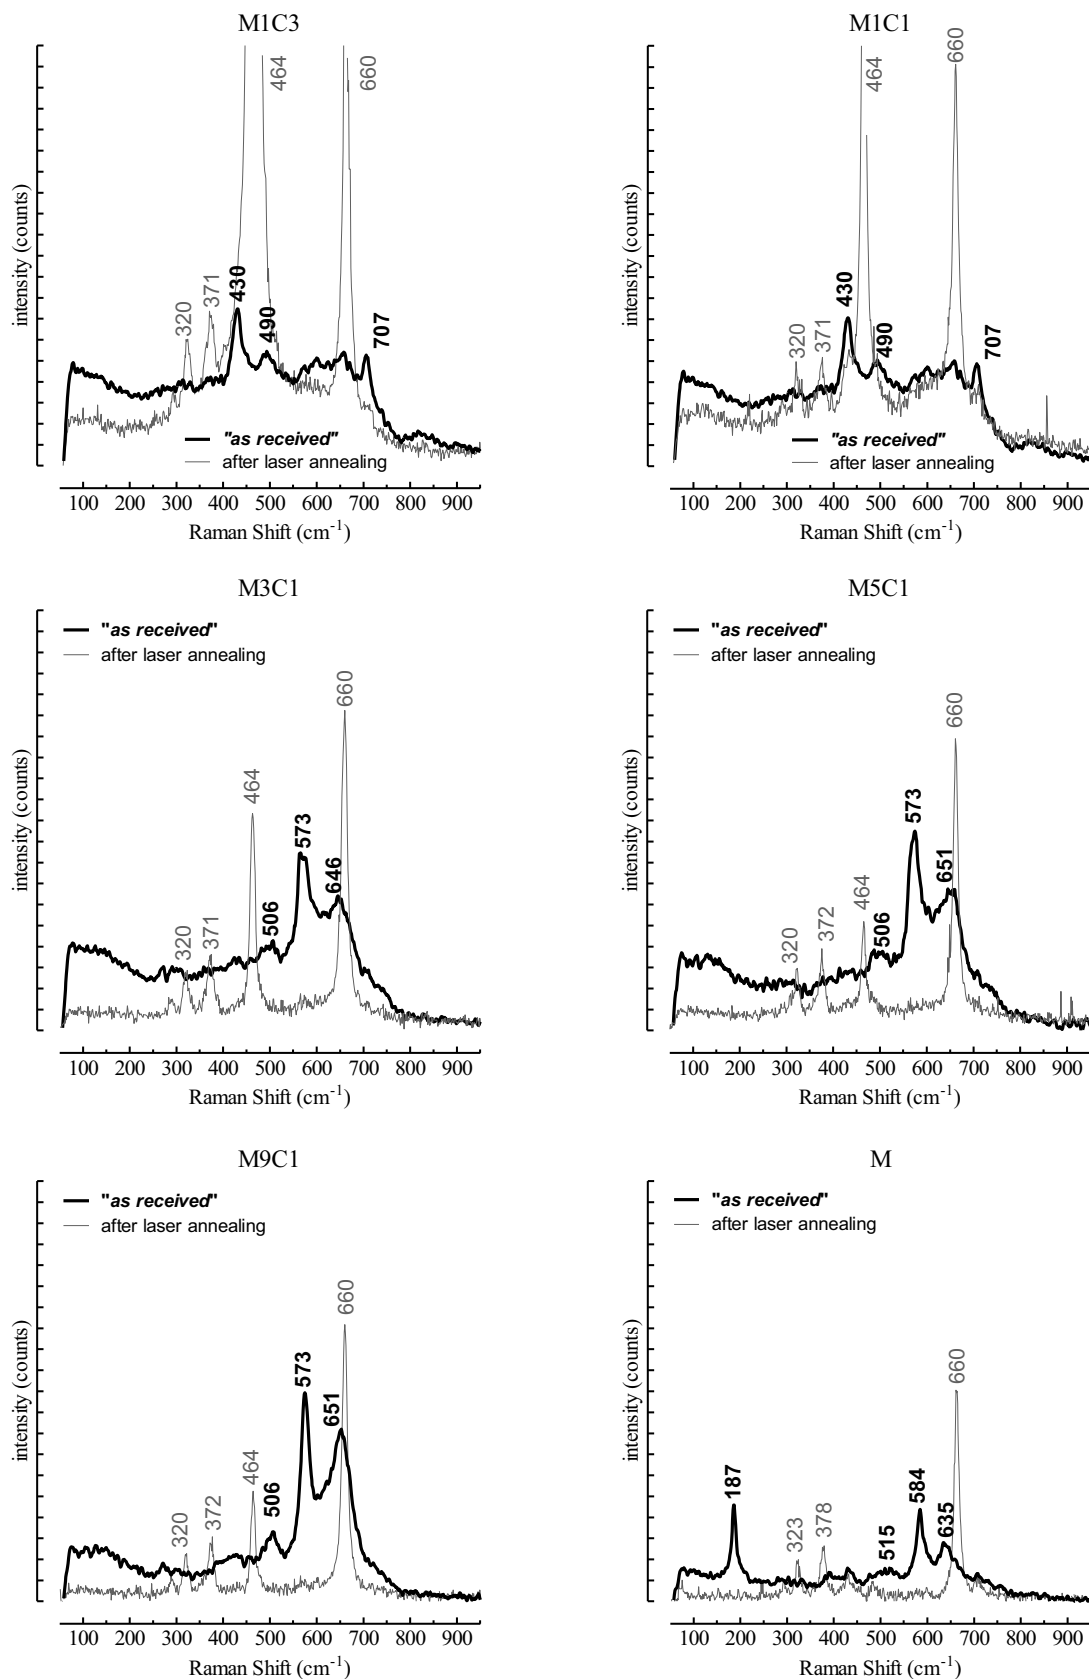 M1C3
464
660
320
371
430
490
707
"as received"
after laser annealing
intensity (counts)
100 200 300 400 500 600 700 800 900
Raman Shift (cm-1)
M1C1
464
660
320
371
430
490
707
"as received"
after laser annealing
intensity (counts)
100 200 300 400 500 600 700 800 900
Raman Shift (cm-1)
M3C1
"as received"
after laser annealing
320
371
464
506
573
646
660
intensity (counts)
100 200 300 400 500 600 700 800 900
Raman Shift (cm-1)
M5C1
"as received"
after laser annealing
320
372
464
506
573
651
660
intensity (counts)
100 200 300 400 500 600 700 800 900
Raman Shift (cm-1)
M9C1
"as received"
after laser annealing
320
372
464
506
573
651
660
intensity (counts)
100 200 300 400 500 600 700 800 900
Raman Shift (cm-1)
M
"as received"
after laser annealing
187
323
378
515
584
635
660
intensity (counts)
100 200 300 400 500 600 700 800 900
Raman Shift (cm-1)